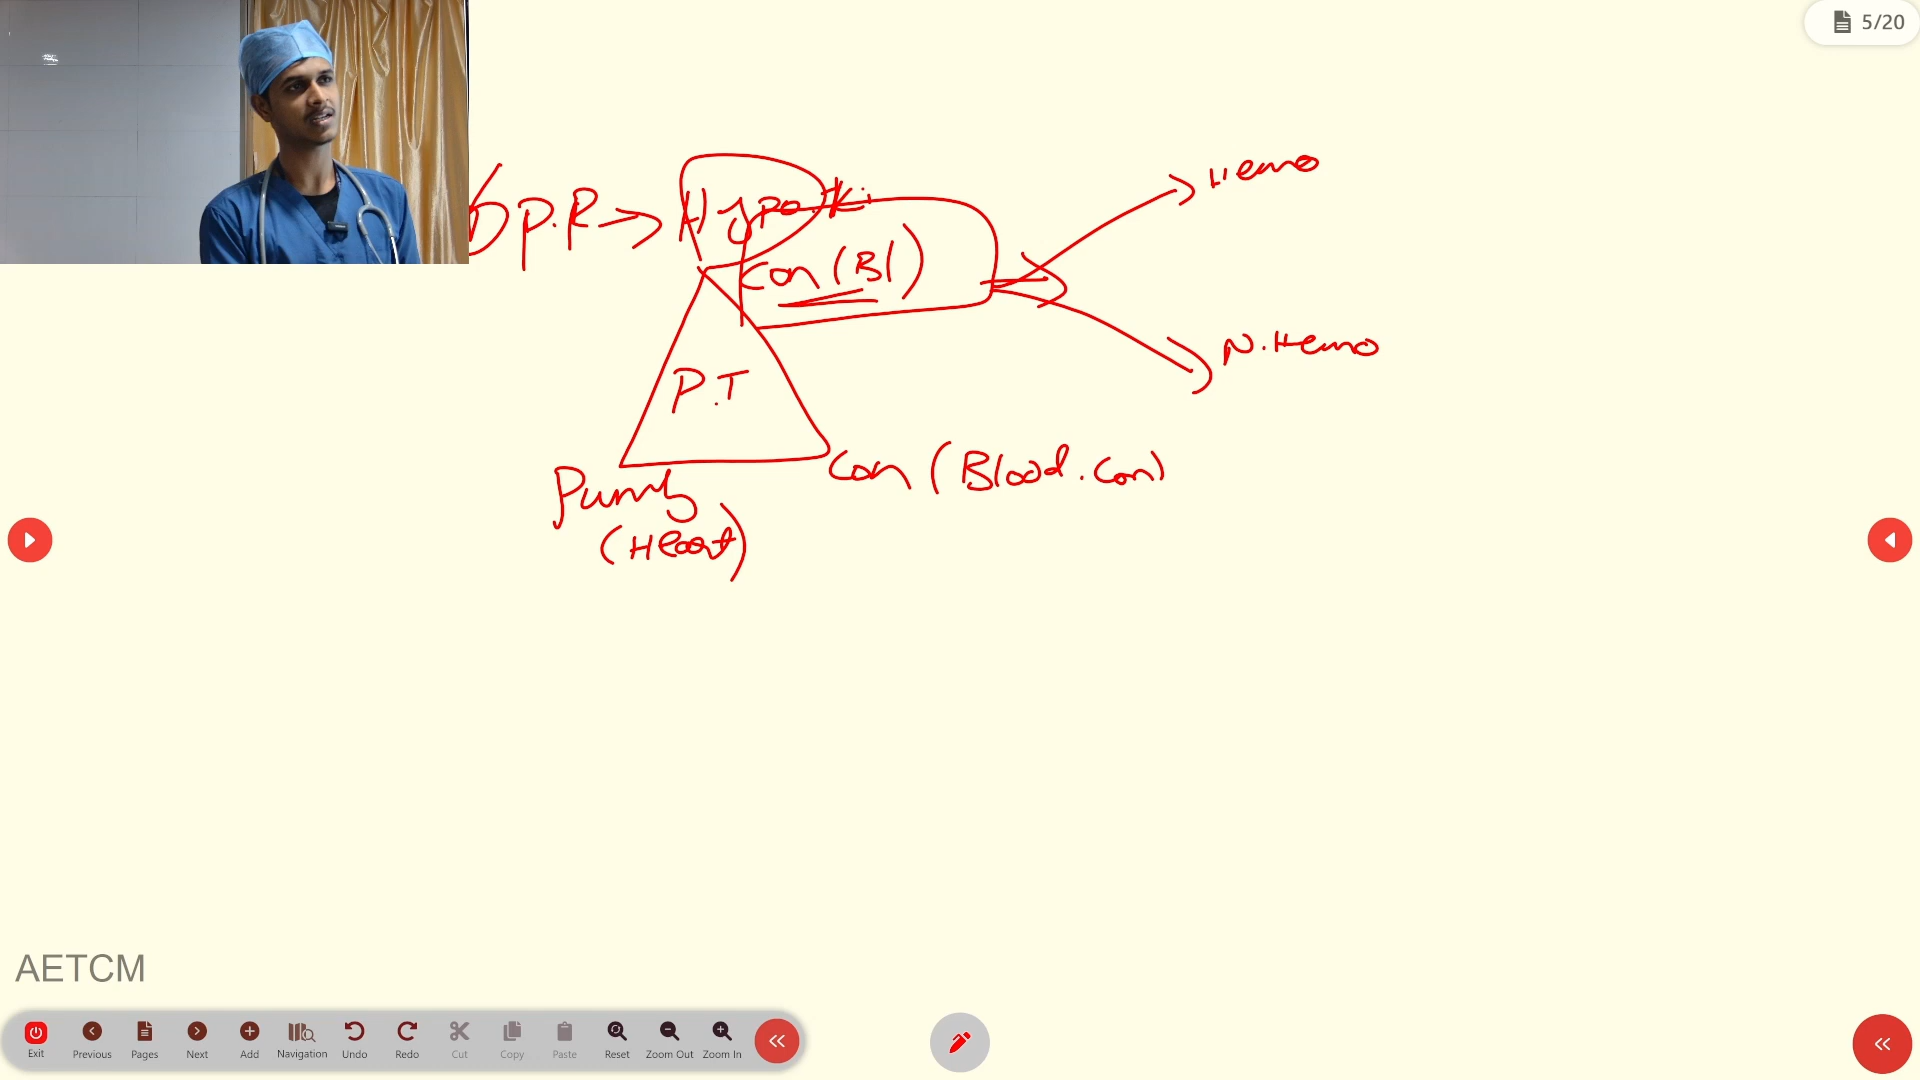 5/20
P.R → Hypo.Ki
Hemo
Con (Bl)
N.Hemo
P.T
Con (Blood.Con)
Pump
(Heart)
AETCM
Exit Previous Pages Next Add Navigation Undo Redo Cut Copy Paste Reset Zoom Out Zoom In